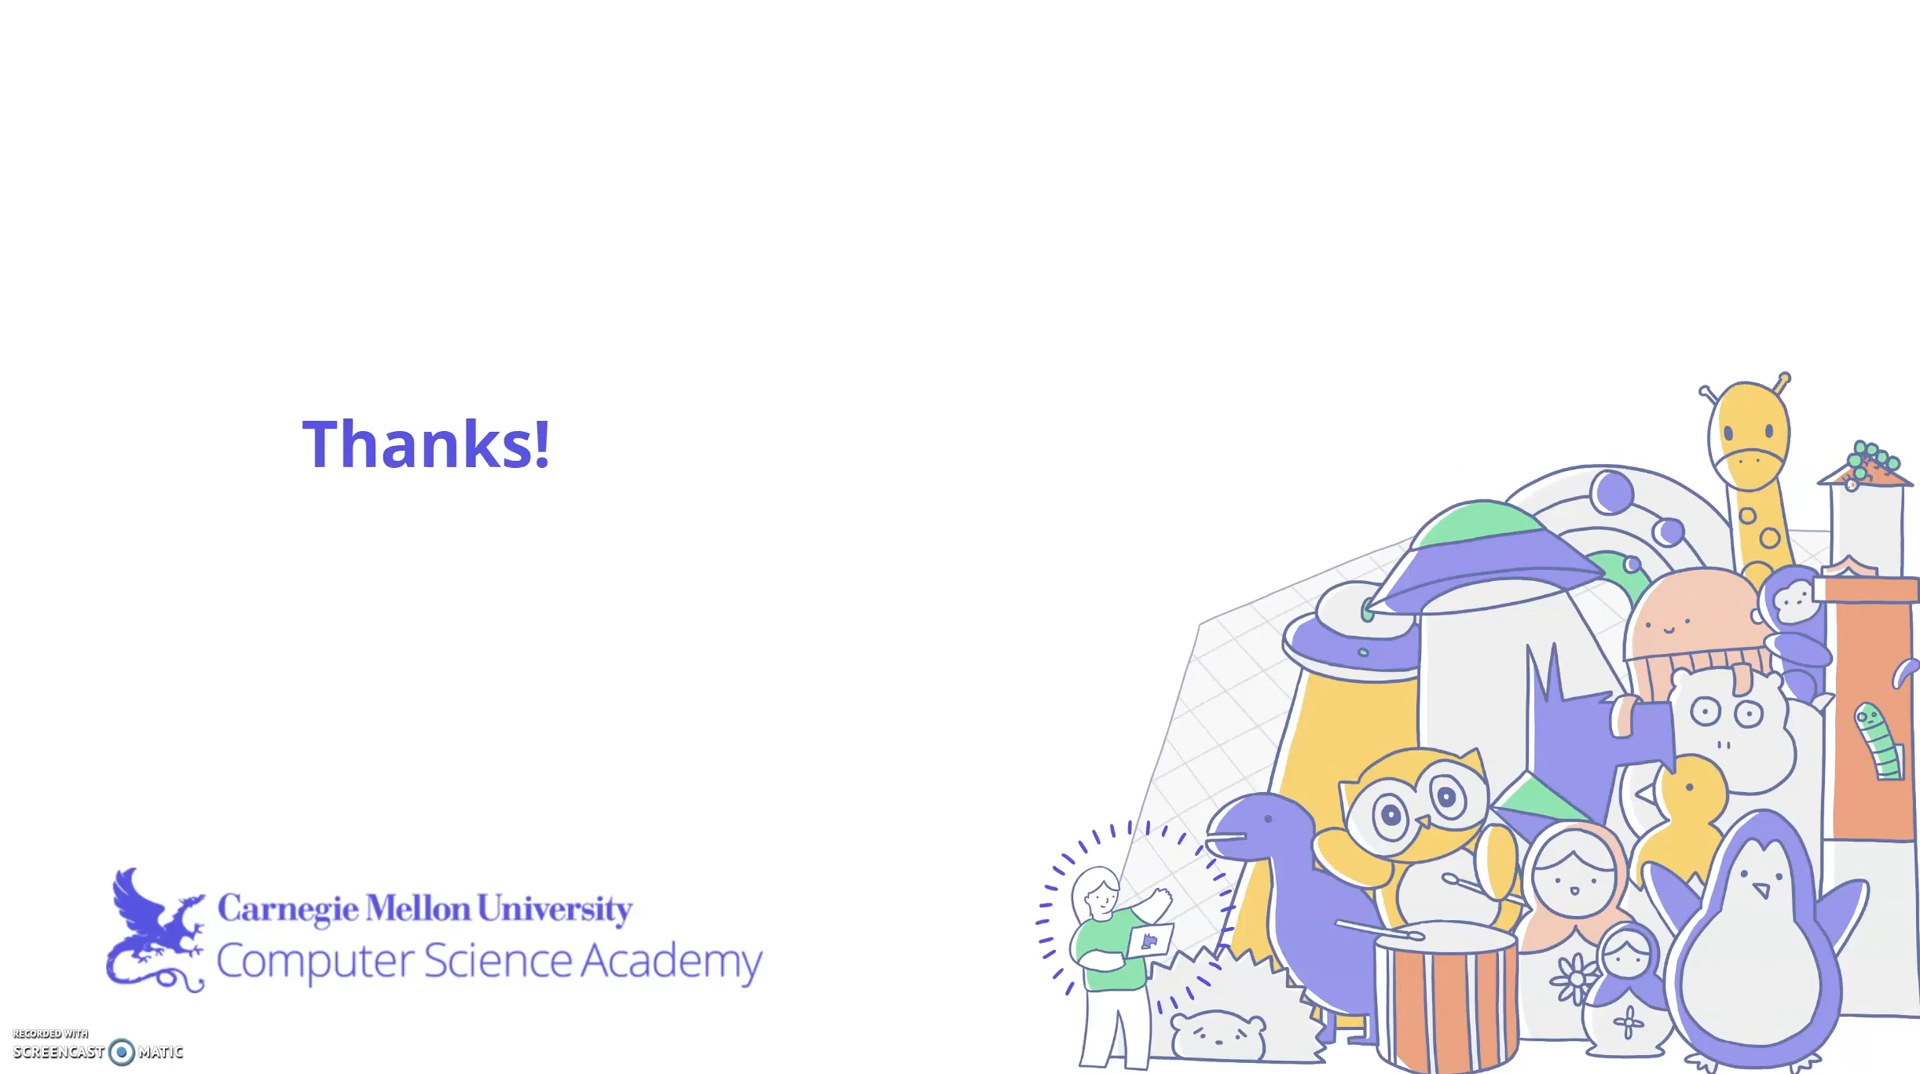 Thanks!
Carnegie Mellon University
Computer Science Academy
RECORDED WITH
SCREENCAST MATIC